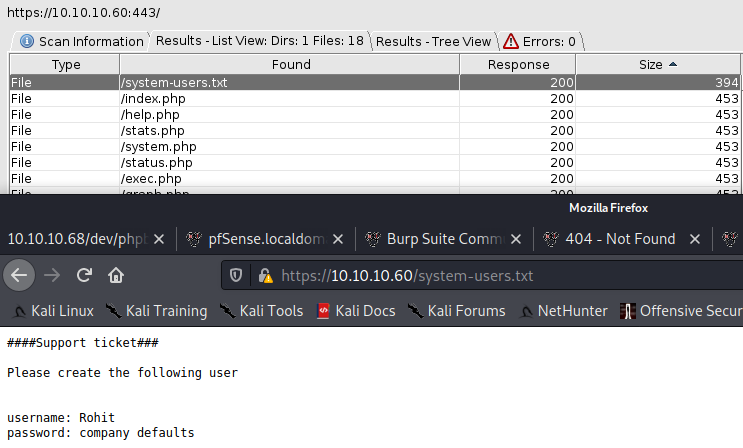 https://10.10.10.60:443/
Scan Information Results - List View: Dirs: 1 Files: 18 Results - Tree View Errors: 0
Type Found Response Size
File /system-users.txt 200 394
File /index.php 200 453
File /help.php 200 453
File /stats.php 200 453
File /system.php 200 453
File /status.php 200 453
File /exec.php 200 453
File /graph.php 200 453
Mozilla Firefox
10.10.10.68/dev/phpb pfSense.localdom Burp Suite Comm 404 - Not Found
https://10.10.10.60/system-users.txt
Kali Linux Kali Training Kali Tools Kali Docs Kali Forums NetHunter Offensive Secur
####Support ticket###
Please create the following user
username: Rohit
password: company defaults